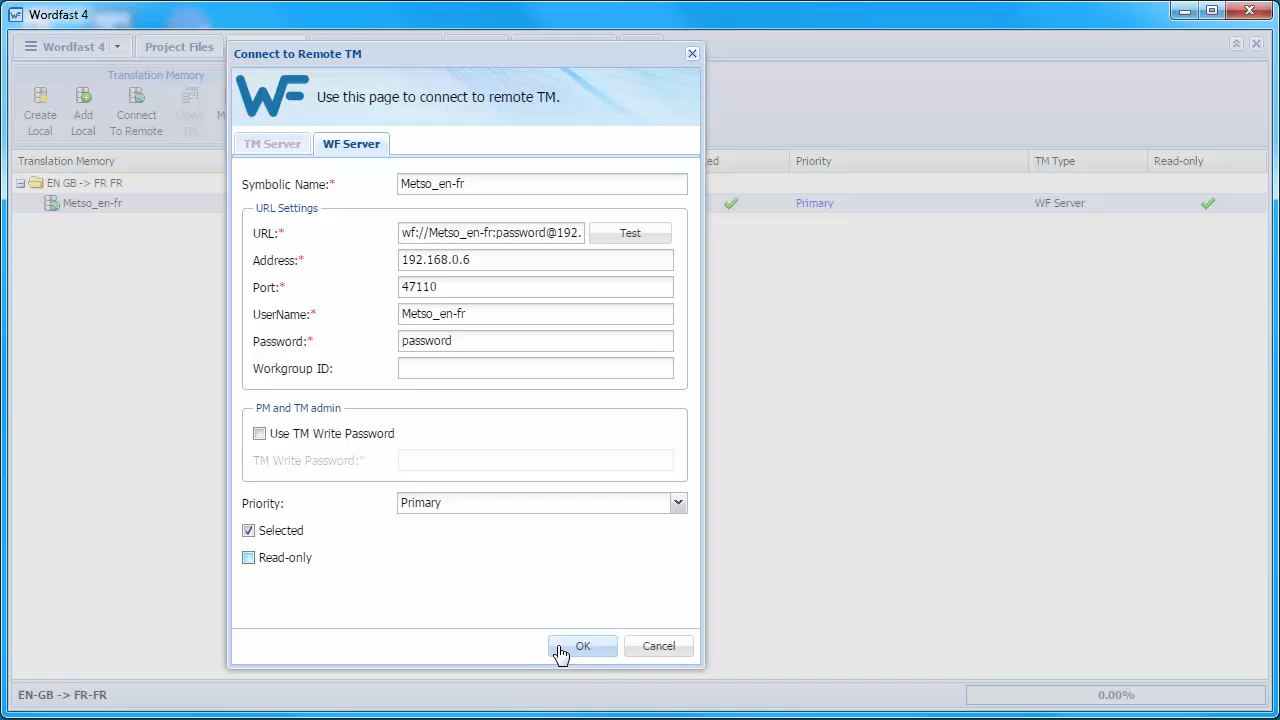 Wordfast 4
Wordfast 4
Project Files
Translation Memory
Create Local
Add Local
Connect To Remote
Open TM
Translation Memory
Priority
TM Type
Read-only
EN GB -> FR FR
Metso_en-fr
Primary
WF Server
Connect to Remote TM
WF
Use this page to connect to remote TM.
TM Server
WF Server
Symbolic Name:*
Metso_en-fr
URL Settings
URL:*
wf://Metso_en-fr:password@192.
Test
Address:*
192.168.0.6
Port:*
47110
UserName:*
Metso_en-fr
Password:*
password
Workgroup ID:
PM and TM admin
Use TM Write Password
TM Write Password:*
Priority:
Primary
Selected
Read-only
OK
Cancel
EN-GB -> FR-FR
0.00%